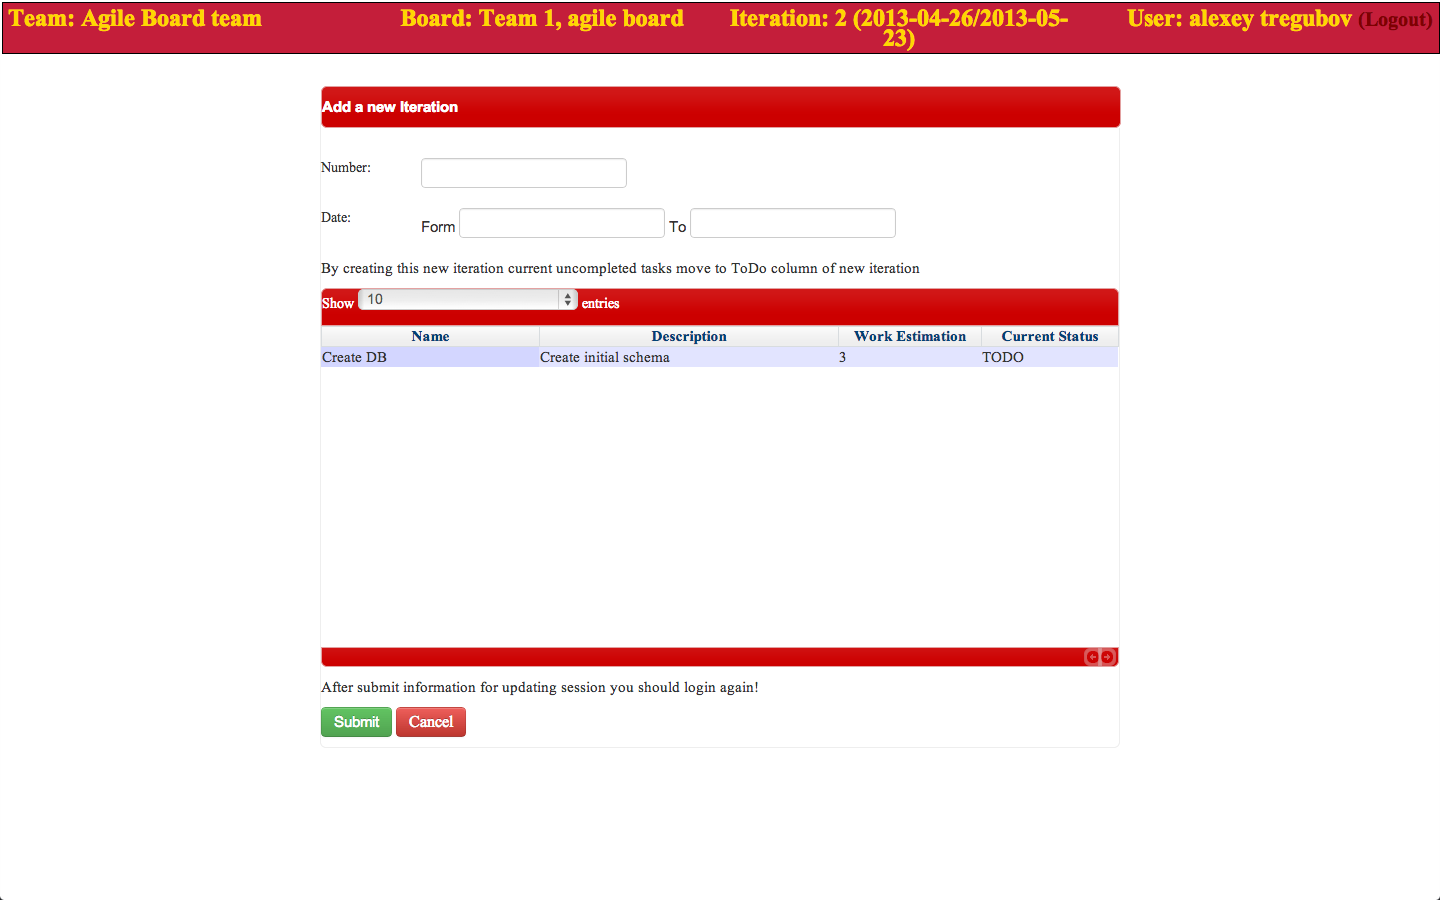 Team: Agile Board team
Board: Team 1, agile board
Iteration: 2 (2013-04-26/2013-05-
23)
User: alexey tregubov (Logout)
Add a new Iteration
Number:
Date:
Form
To
By creating this new iteration current uncompleted tasks move to ToDo column of new iteration
Show 10 entries
Name Description Work Estimation Current Status
Create DB Create initial schema 3 TODO
After submit information for updating session you should login again!
Submit Cancel